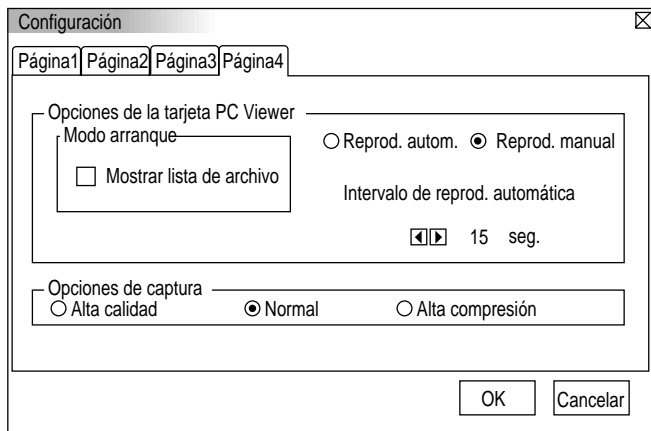 Configuración
Página1 Página2 Página3 Página4
Opciones de la tarjeta PC Viewer
Modo arranque
Mostrar lista de archivo
Reprod. autom. Reprod. manual
Intervalo de reprod. automática
15 seg.
Opciones de captura
Alta calidad Normal Alta compresión
OK Cancelar